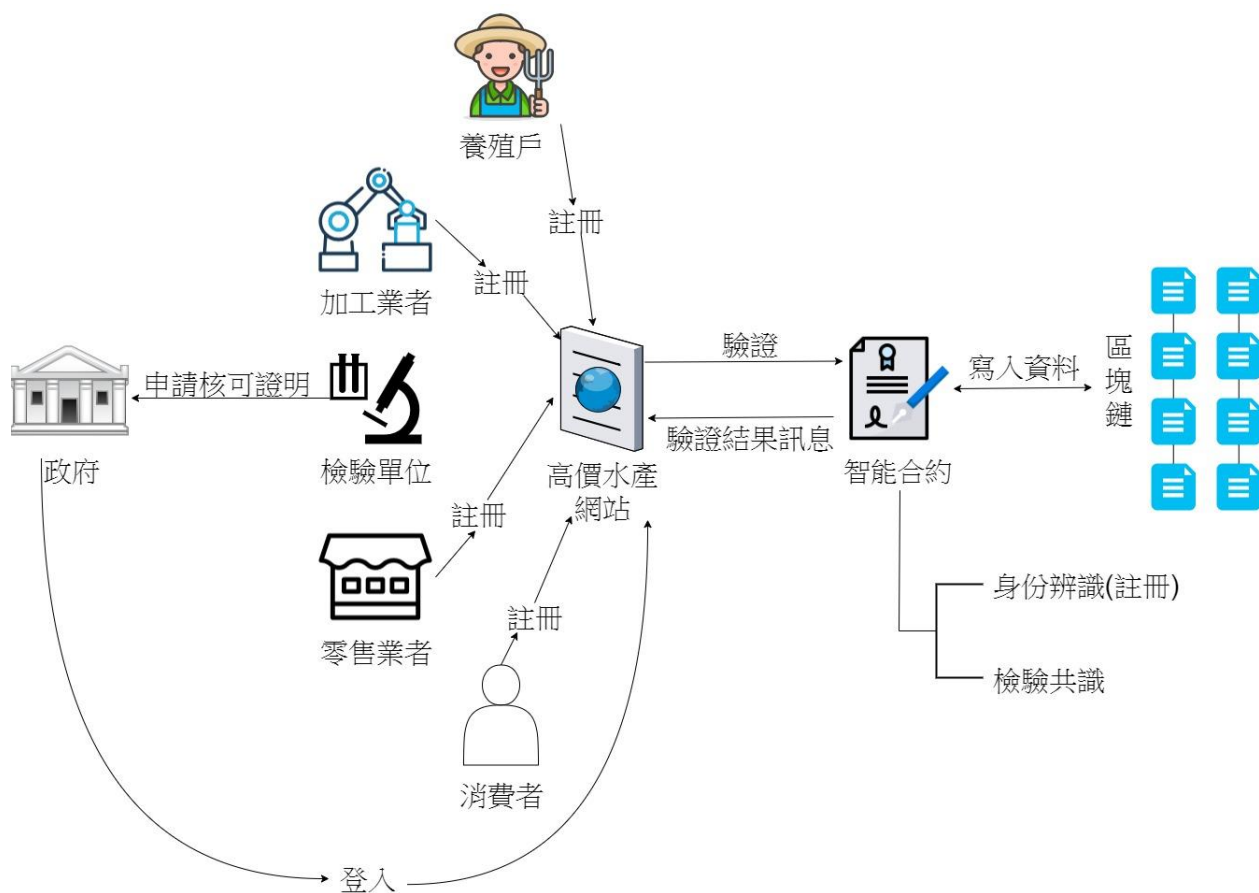 養殖戶
註冊
加工業者
註冊
政府
申請核可證明
檢驗單位
零售業者
註冊
消費者
註冊
登入
高價水產
網站
驗證
驗證結果訊息
智能合約
寫入資料
區
塊
鏈
身份辨識(註冊)
檢驗共識